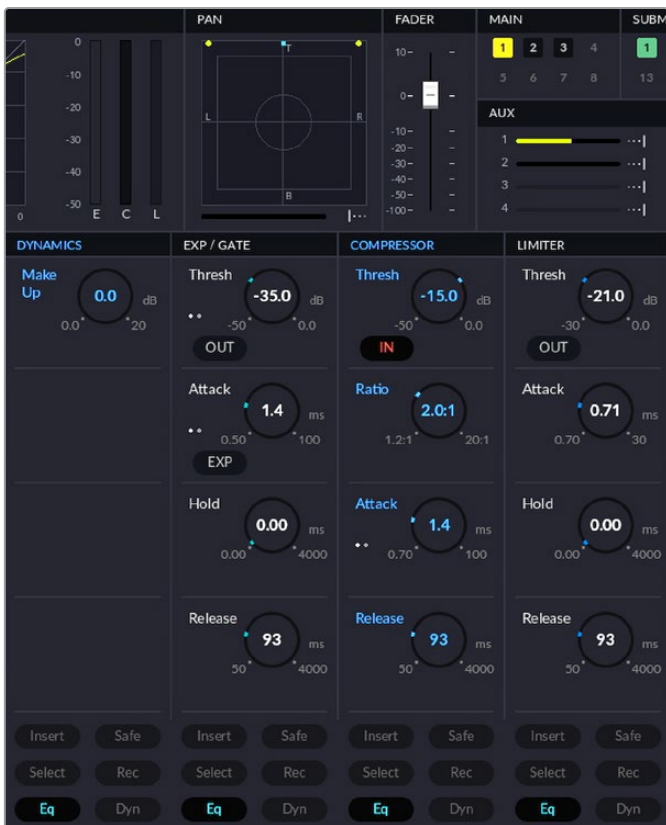 PAN FADER MAIN SUBM
0 -10 -20 -30 -40 -50
E C L
0
T
L R
B
10 0 -10 -20 -30 -40 -50 -100
1 2 3 4 1
5 6 7 8 13
AUX
1
2
3
4
DYNAMICS EXP / GATE COMPRESSOR LIMITER
Make Thresh Thresh Thresh
Up 0.0 dB -35.0 dB -15.0 dB -21.0 dB
0.0 20 -50 0.0 -50 0.0 -30 0.0
OUT IN OUT
Attack Ratio Attack
1.4 ms 2.0:1 0.71 ms
0.50 100 1.2:1 20:1 0.70 30
EXP
Hold Attack Hold
0.00 ms 1.4 ms 0.00 ms
0.00 4000 0.70 100 0.00 4000
Release Release Release
93 ms 93 ms 93 ms
50 4000 50 4000 50 4000
Insert Safe Insert Safe Insert Safe Insert Safe
Select Rec Select Rec Select Rec Select Rec
Eq Dyn Eq Dyn Eq Dyn Eq Dyn